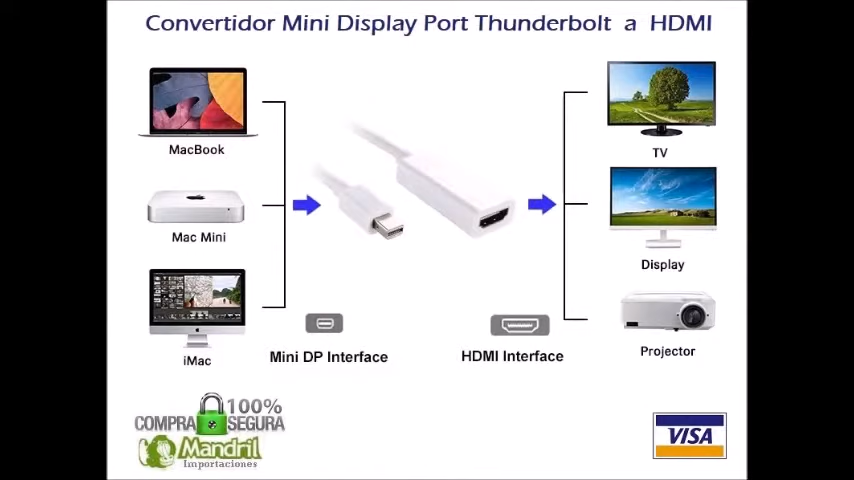 Convertidor Mini Display Port Thunderbolt a HDMI
MacBook
TV
Mac Mini
Display
iMac
Projector
Mini DP Interface
HDMI Interface
100%
COMPRA SEGURA
Mandril
Importaciones
VISA